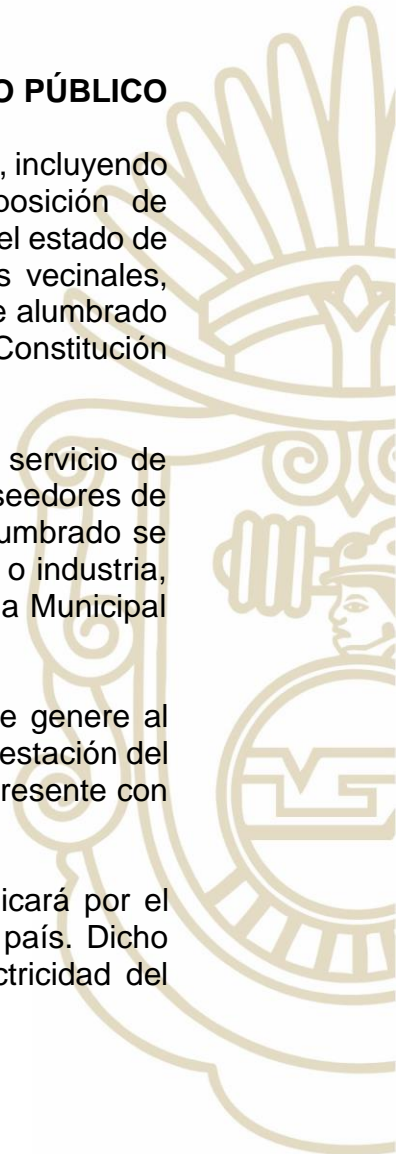 O PÚBLICO
, incluyendo
posición de
el estado de
s vecinales,
e alumbrado
Constitución
servicio de
seedores de
umbrado se
o industria,
a Municipal
e genere al
estación del
resente con
icará por el
país. Dicho
ctricidad del